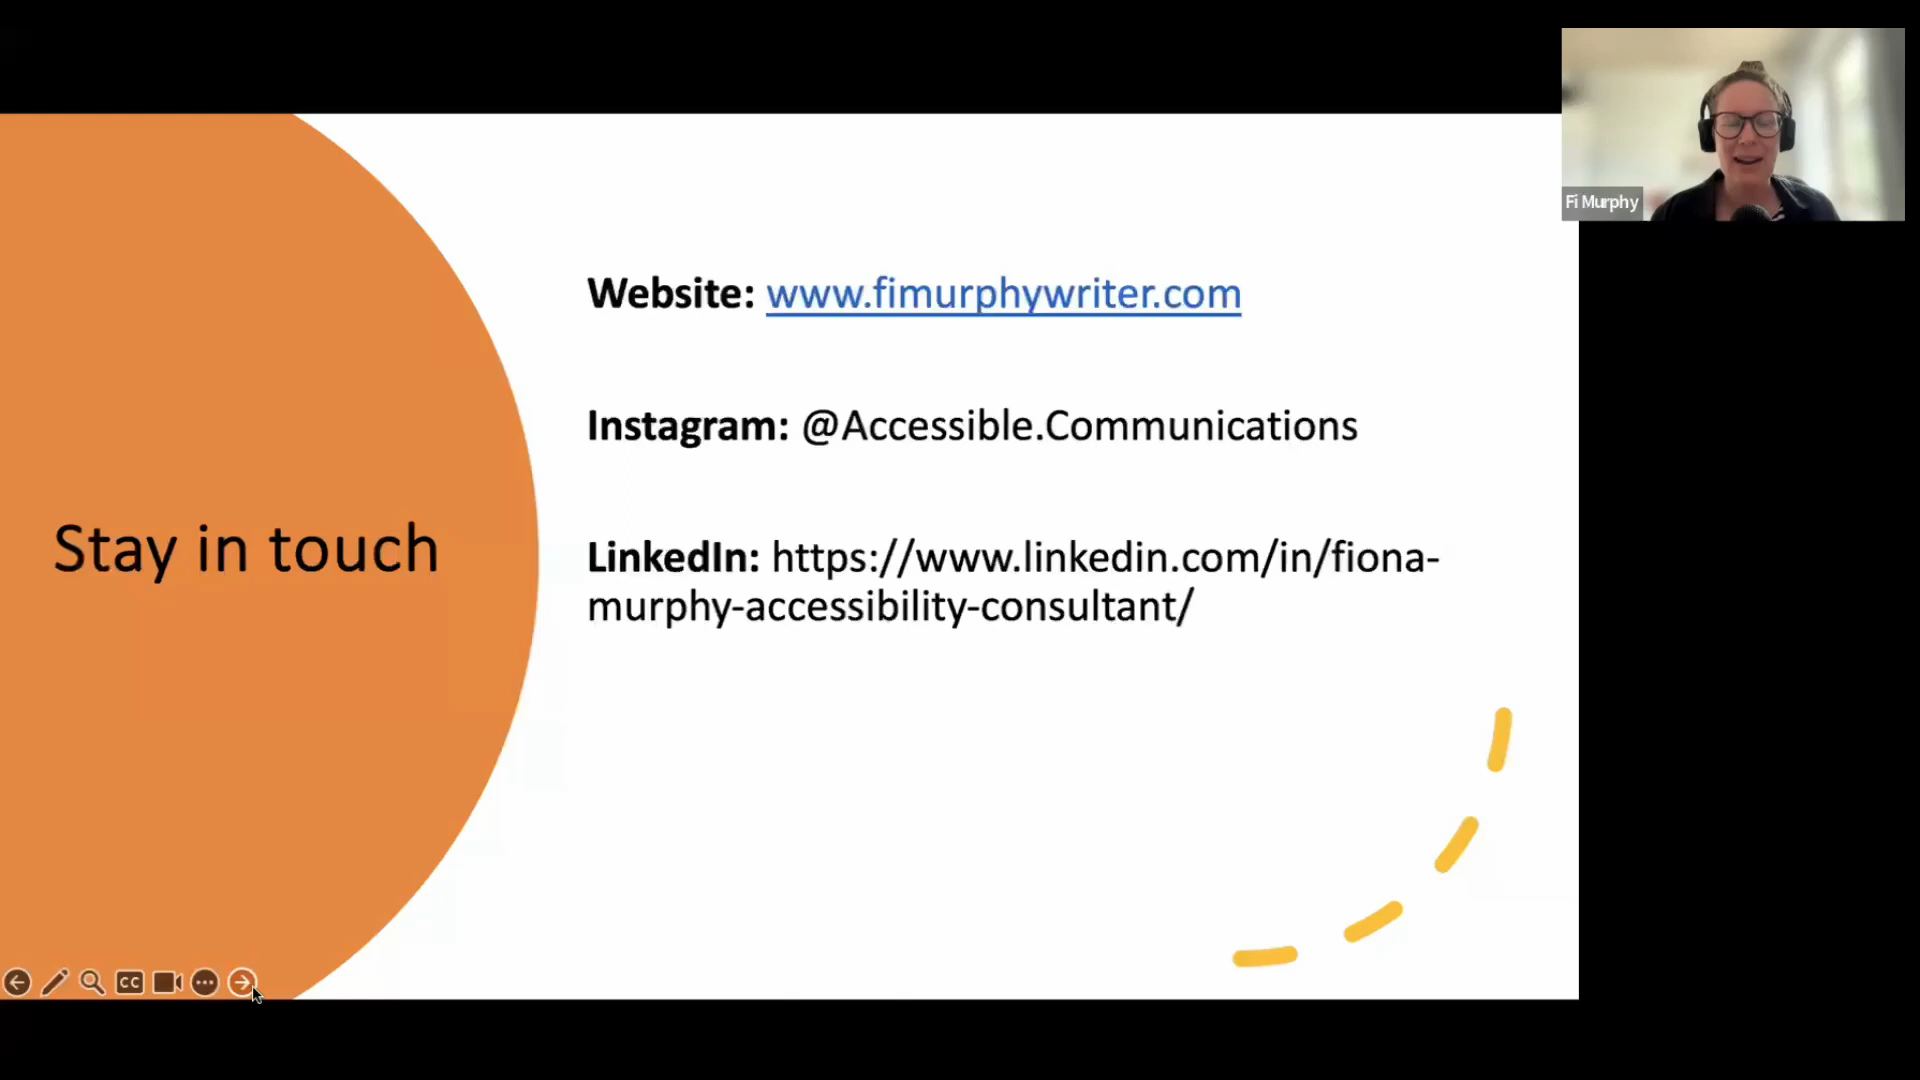 Fi Murphy
Stay in touch
Website: www.fimurphywriter.com
Instagram: @Accessible.Communications
LinkedIn: https://www.linkedin.com/in/fiona-
murphy-accessibility-consultant/
CC